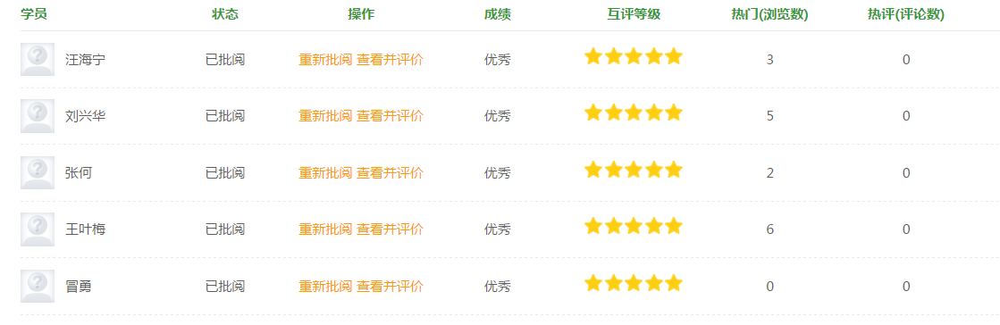 学员 状态 操作 成绩 互评等级 热门(浏览数) 热评(评论数)
汪海宁 已批阅 重新批阅 查看并评价 优秀 3 0
刘兴华 已批阅 重新批阅 查看并评价 优秀 5 0
张何 已批阅 重新批阅 查看并评价 优秀 2 0
王叶梅 已批阅 重新批阅 查看并评价 优秀 6 0
冒勇 已批阅 重新批阅 查看并评价 优秀 0 0